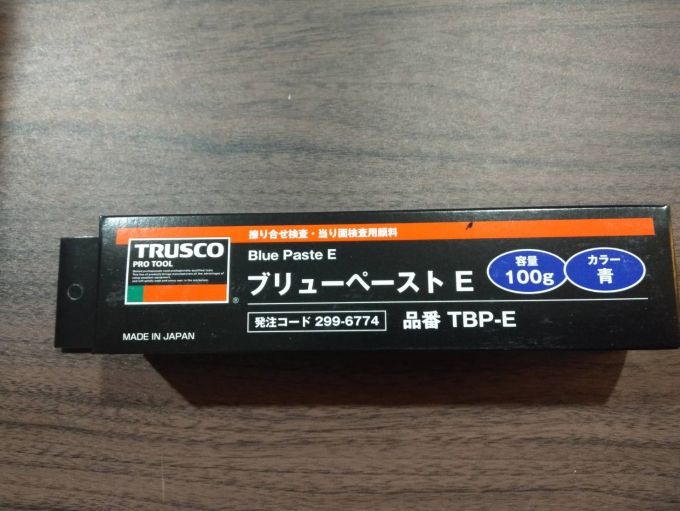 擦り合せ検査・当り面検査用顔料
TRUSCO
PRO TOOL
®
Blue Paste E
ブリューペースト E
容量
100g
カラー
青
発注コード 299-6774
品番 TBP-E
MADE IN JAPAN